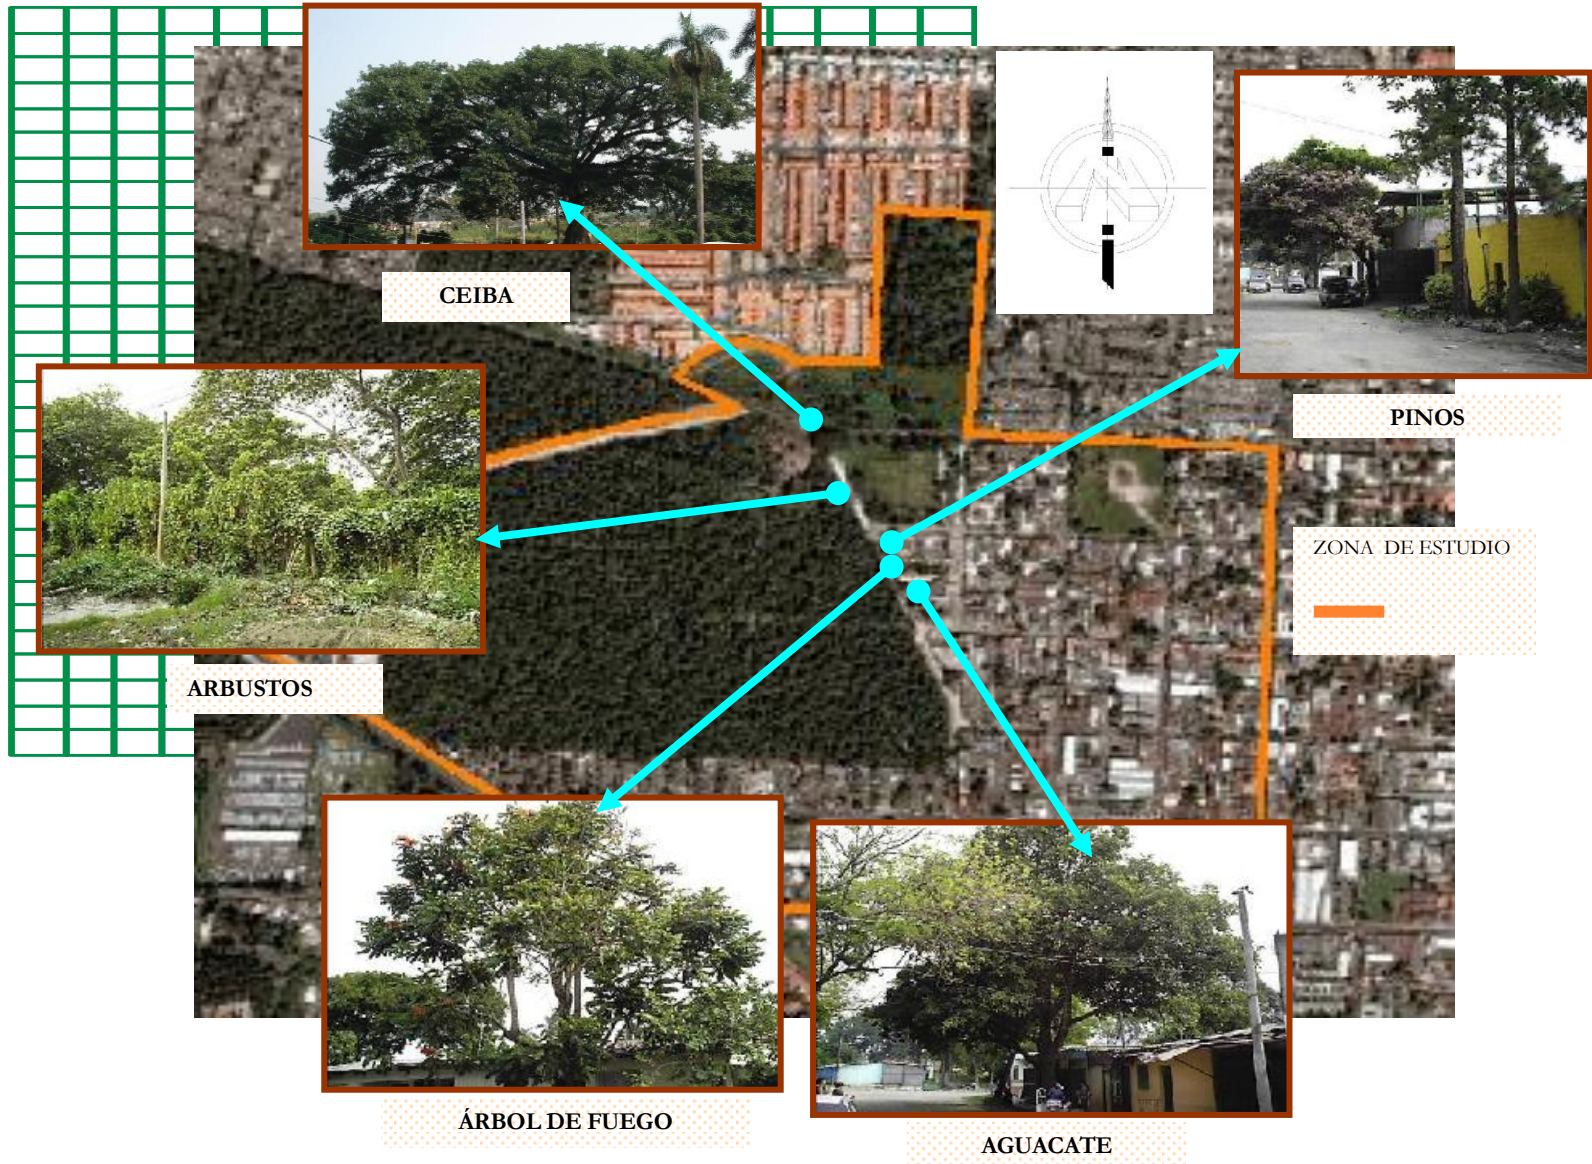 CEIBA
PINOS
ZONA DE ESTUDIO
ARBUSTOS
ÁRBOL DE FUEGO
AGUACATE